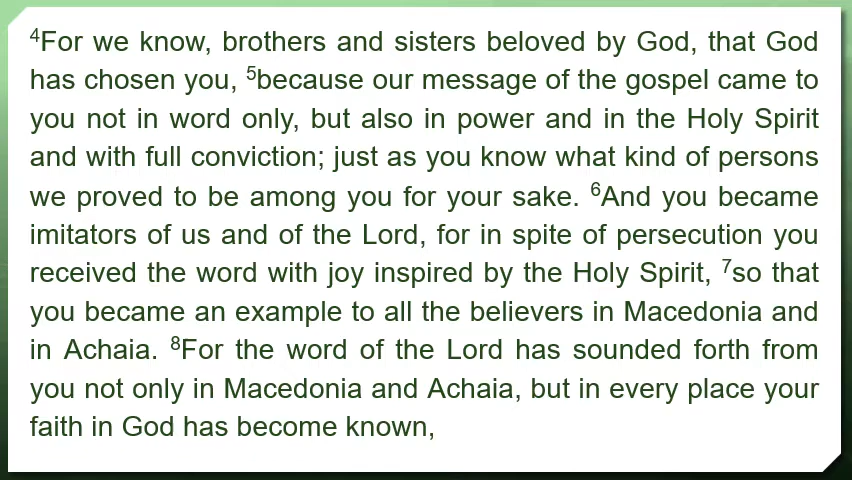 ⁴For we know, brothers and sisters beloved by God, that God
has chosen you, ⁵because our message of the gospel came to
you not in word only, but also in power and in the Holy Spirit
and with full conviction; just as you know what kind of persons
we proved to be among you for your sake. ⁶And you became
imitators of us and of the Lord, for in spite of persecution you
received the word with joy inspired by the Holy Spirit, ⁷so that
you became an example to all the believers in Macedonia and
in Achaia. ⁸For the word of the Lord has sounded forth from
you not only in Macedonia and Achaia, but in every place your
faith in God has become known,